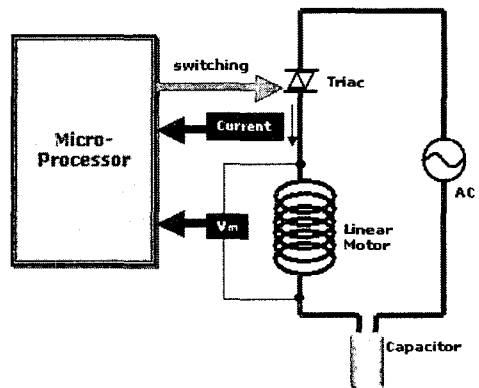 switching
Triac
Current
Micro-
Processor
AC
Vm
Linear
Motor
Capacitor